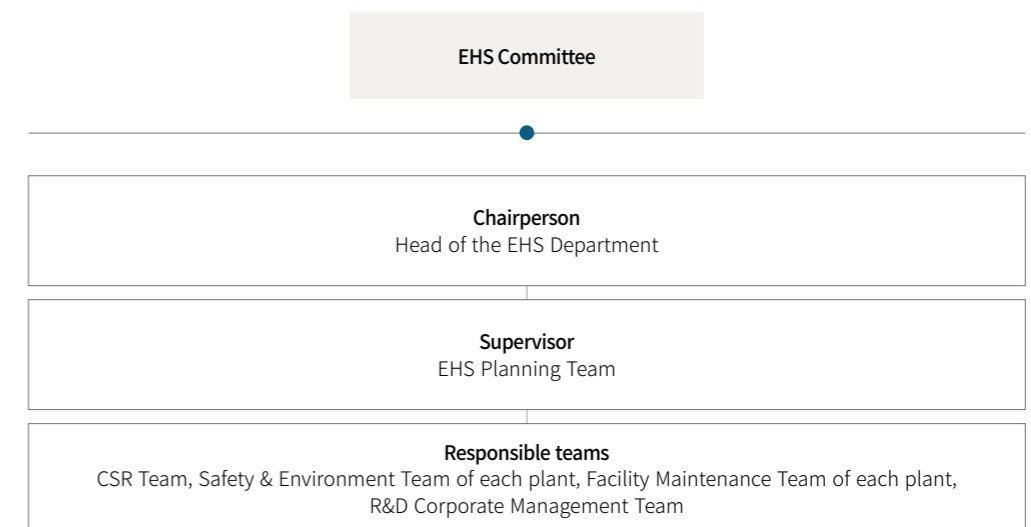 EHS Committee
Chairperson
Head of the EHS Department
Supervisor
EHS Planning Team
Responsible teams
CSR Team, Safety & Environment Team of each plant, Facility Maintenance Team of each plant,
R&D Corporate Management Team